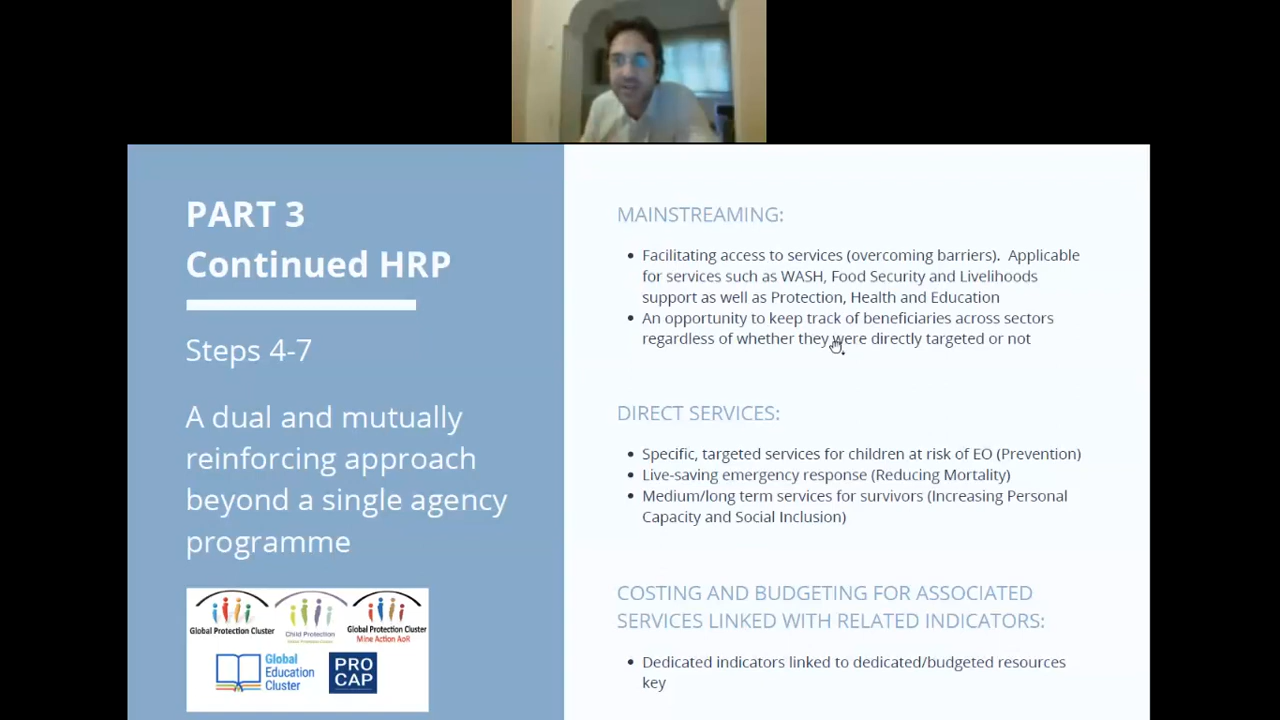 PART 3
Continued HRP
Steps 4-7
A dual and mutually
reinforcing approach
beyond a single agency
programme
Global Protection Cluster
Child Protection
Global Protection Cluster
Mine Action AoR
Global
Education
Cluster
PRO
CAP
MAINSTREAMING:
• Facilitating access to services (overcoming barriers). Applicable
for services such as WASH, Food Security and Livelihoods
support as well as Protection, Health and Education
• An opportunity to keep track of beneficiaries across sectors
regardless of whether they were directly targeted or not
DIRECT SERVICES:
• Specific, targeted services for children at risk of EO (Prevention)
• Live-saving emergency response (Reducing Mortality)
• Medium/long term services for survivors (Increasing Personal
Capacity and Social Inclusion)
COSTING AND BUDGETING FOR ASSOCIATED
SERVICES LINKED WITH RELATED INDICATORS:
• Dedicated indicators linked to dedicated/budgeted resources
key